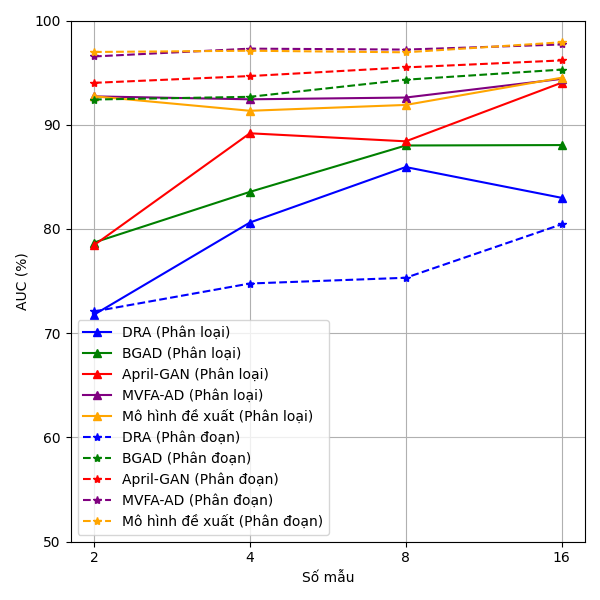 100
90
80
70
60
50
AUC (%)
DRA (Phân loại)
BGAD (Phân loại)
April-GAN (Phân loại)
MVFA-AD (Phân loại)
Mô hình đề xuất (Phân loại)
DRA (Phân đoạn)
BGAD (Phân đoạn)
April-GAN (Phân đoạn)
MVFA-AD (Phân đoạn)
Mô hình đề xuất (Phân đoạn)
2 4 8 16
Số mẫu